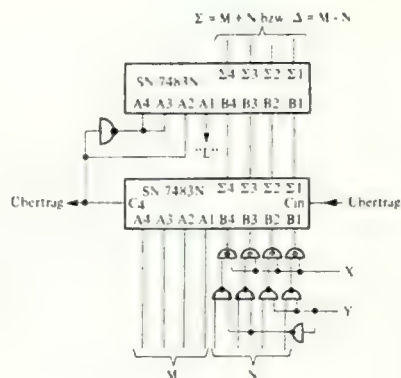 Σ = M + N bzw. Δ = M - N
SN 7483N Σ4 Σ3 Σ2 Σ1
A4 A3 A2 A1 B4 B3 B2 B1
"L"
SN 7483N Σ4 Σ3 Σ2 Σ1
Übertrag C4 Cin Übertrag
A4 A3 A2 A1 B4 B3 B2 B1
X
Y
M N